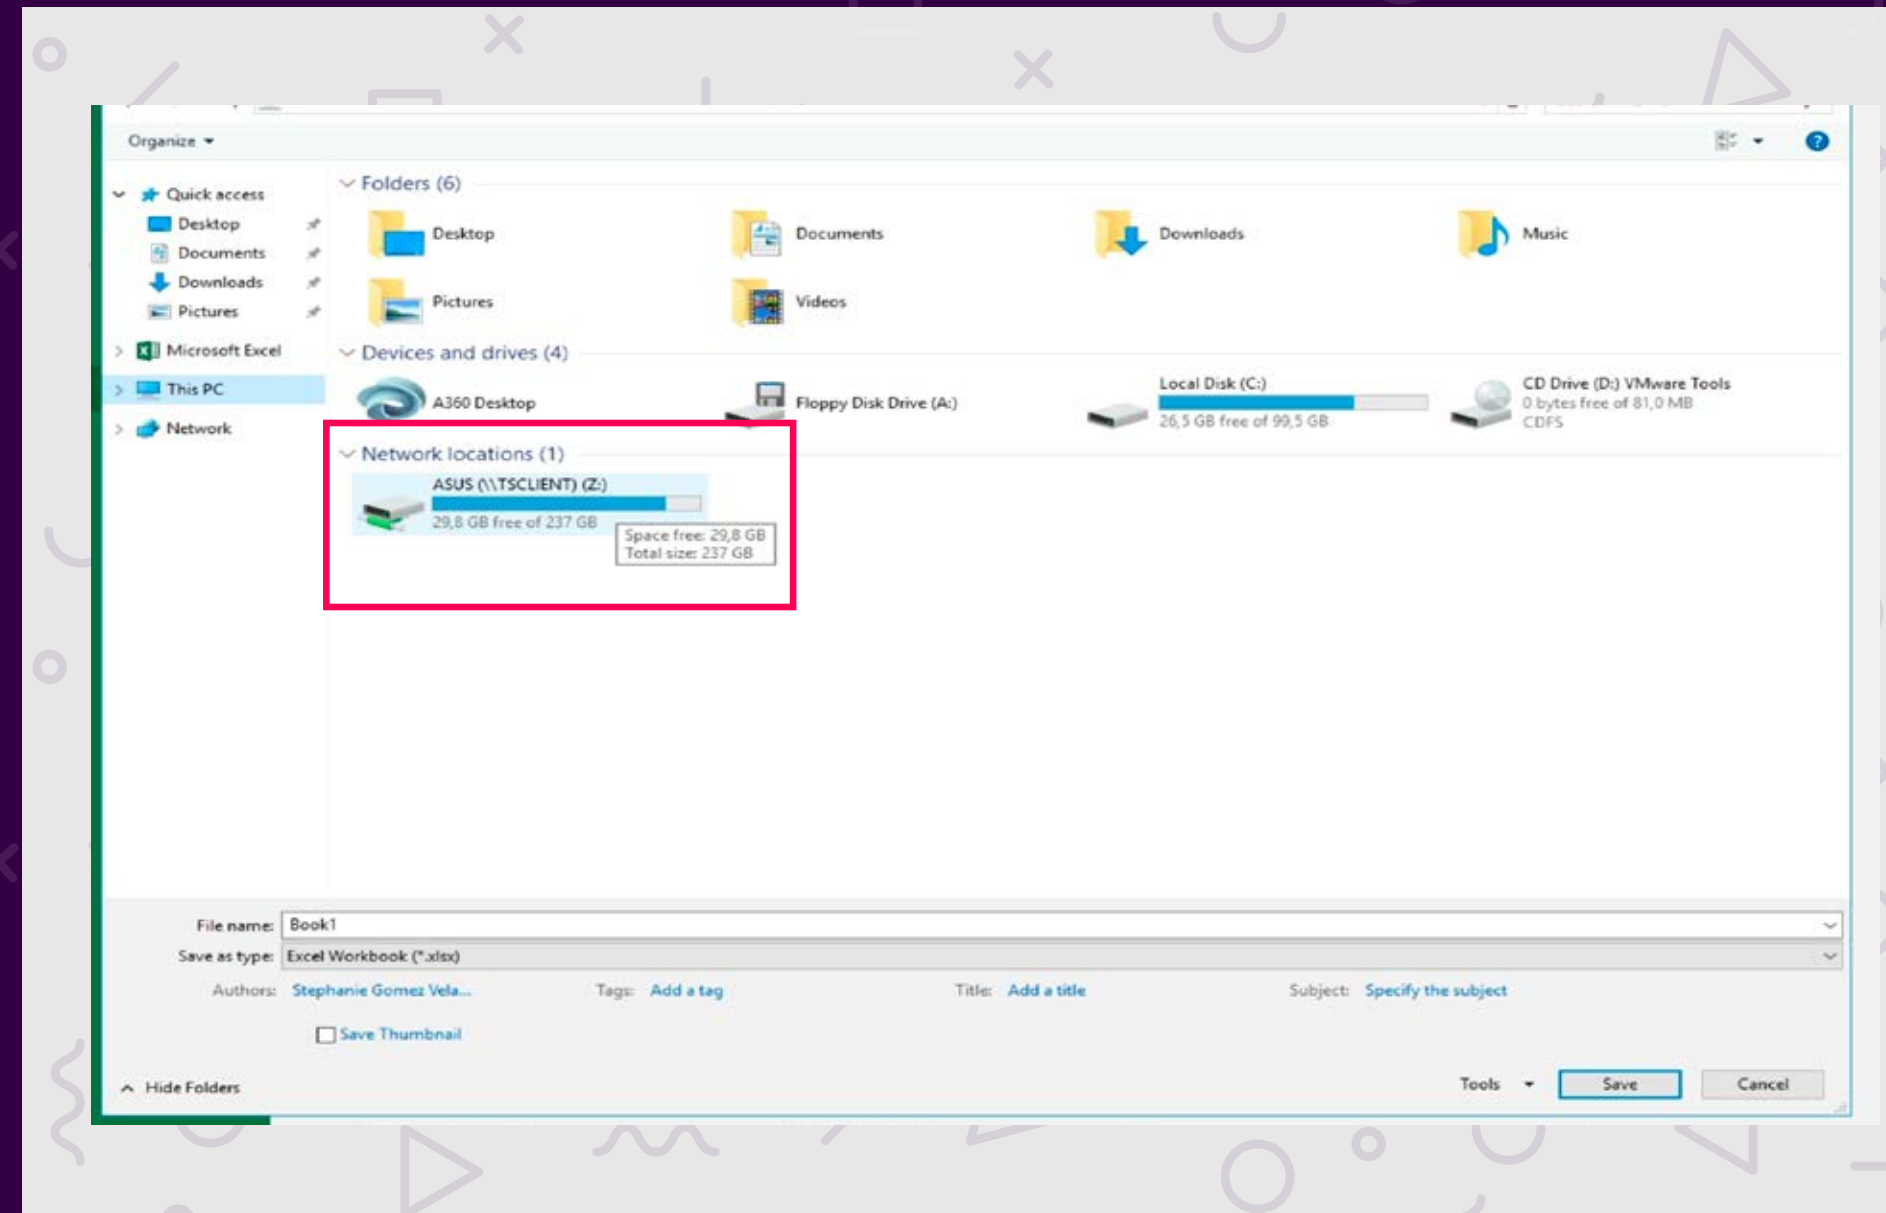 Organize
Quick access
Desktop
Documents
Downloads
Pictures
Microsoft Excel
This PC
Network
Folders (6)
Desktop
Documents
Downloads
Music
Pictures
Videos
Devices and drives (4)
A360 Desktop
Floppy Disk Drive (A:)
Local Disk (C:)
26,5 GB free of 99,5 GB
CD Drive (D:) VMware Tools
0 bytes free of 81,0 MB
CDFS
Network locations (1)
ASUS (\\TSCLIENT) (Z:)
29,8 GB free of 237 GB
Space free: 29,8 GB
Total size: 237 GB
File name: Book1
Save as type: Excel Workbook (*.xlsx)
Authors: Stephanie Gomez Vela... Tags: Add a tag Title: Add a title Subject: Specify the subject
Save Thumbnail
Hide Folders
Tools Save Cancel